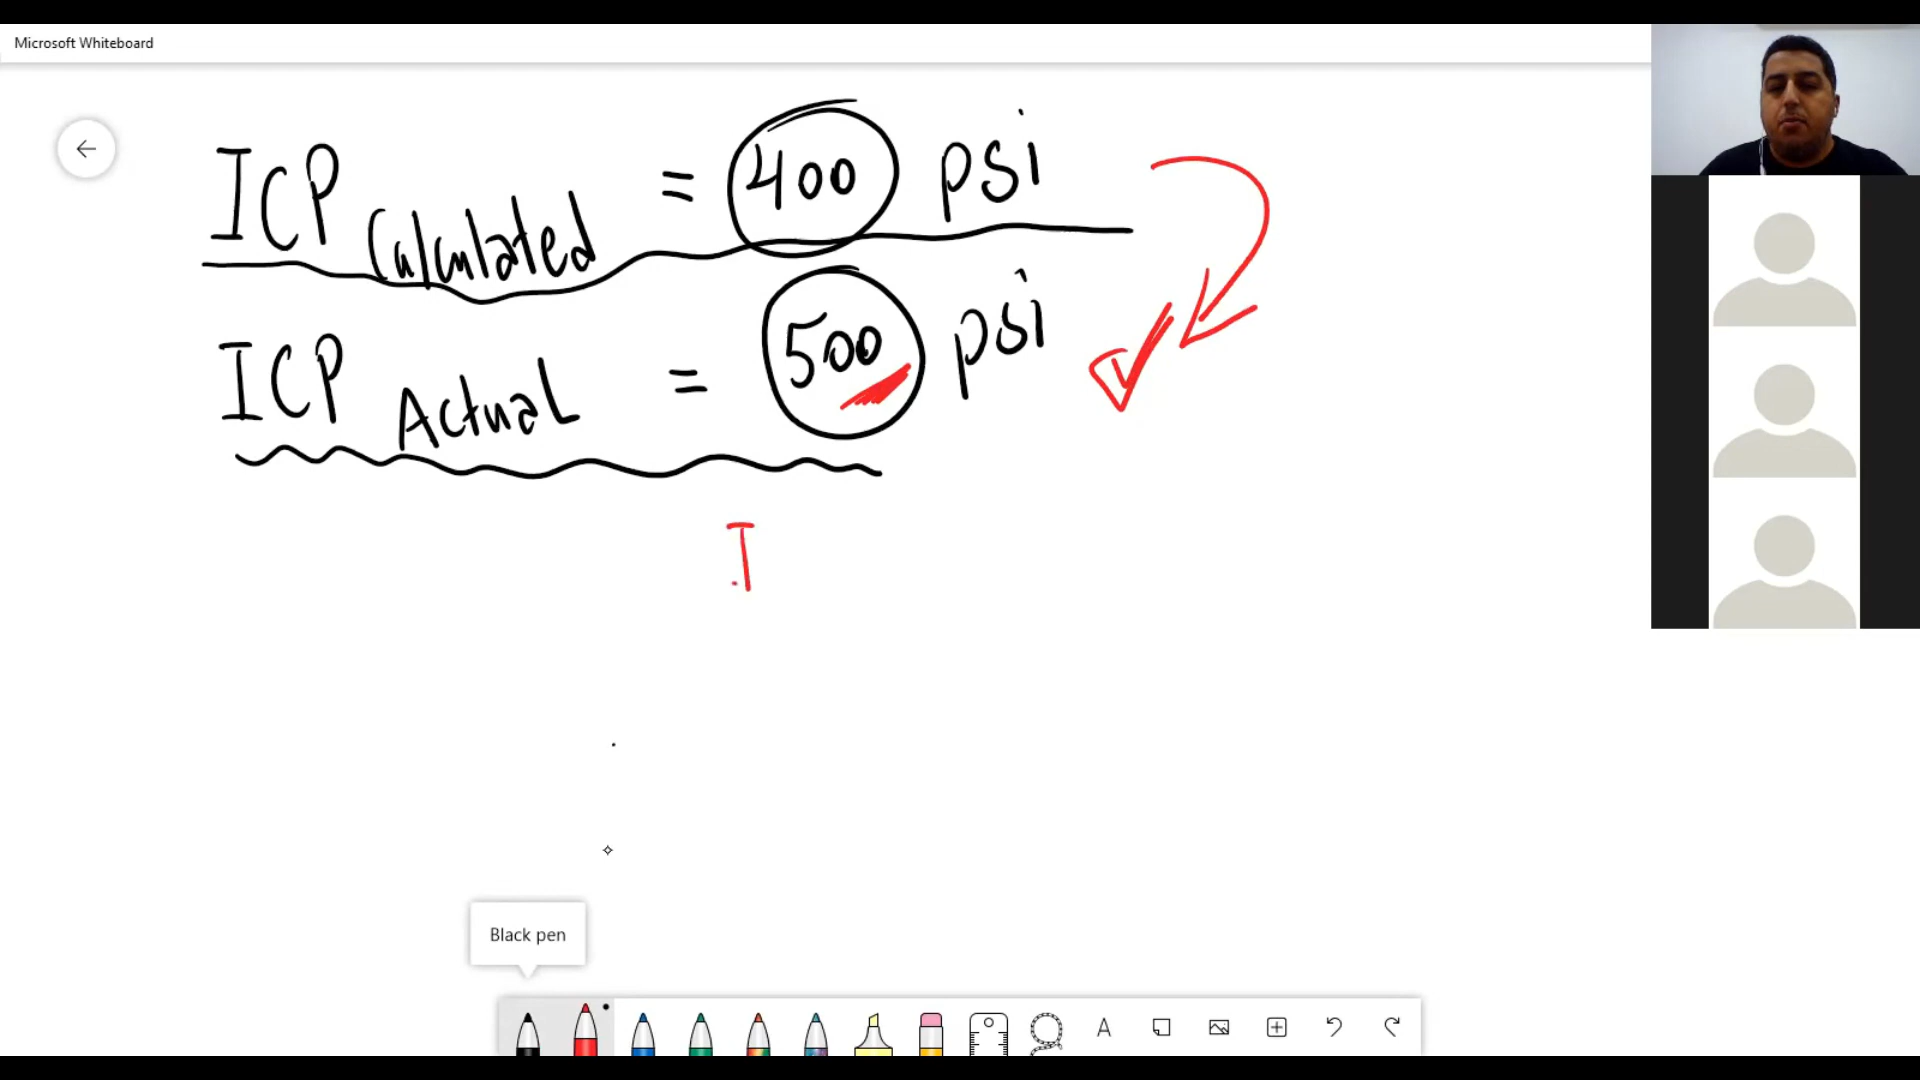 Microsoft Whiteboard
ICP Calculated = 400 psi
ICP Actual = 500 psi
I
Black pen
A